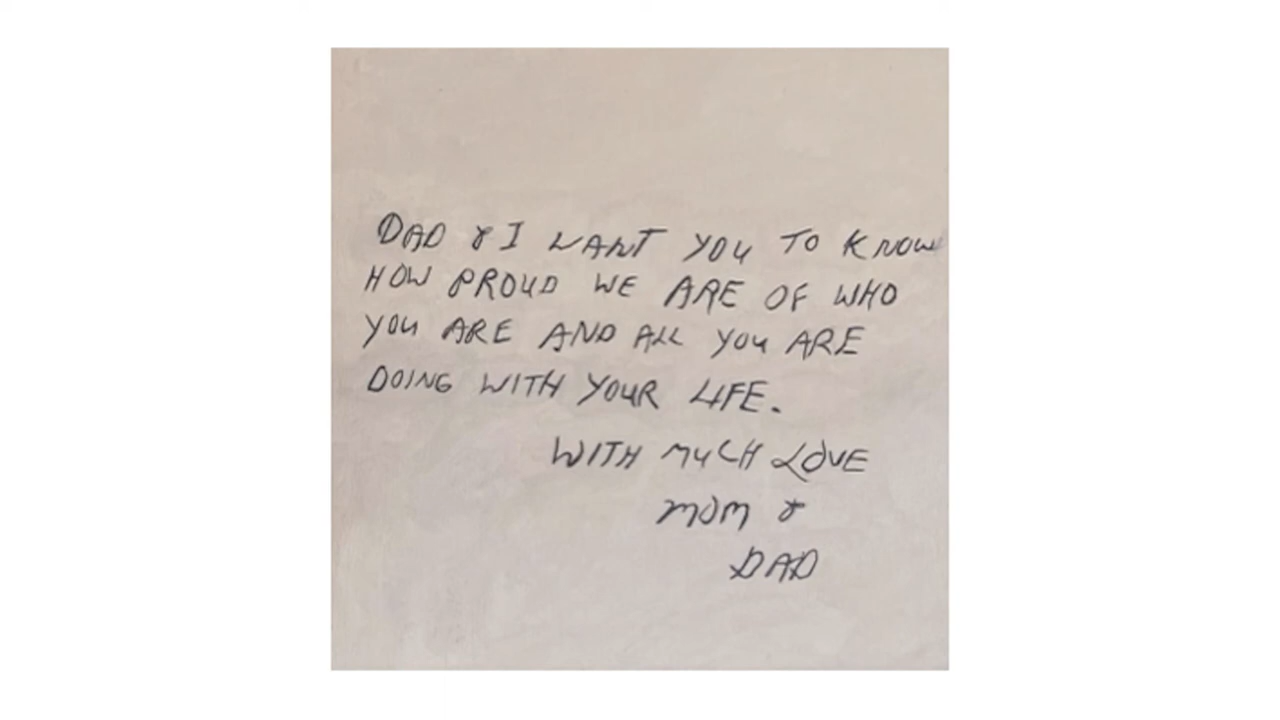 DAD & I WANT YOU TO KNOW
HOW PROUD WE ARE OF WHO
YOU ARE AND ALL YOU ARE
DOING WITH YOUR LIFE.
WITH MUCH LOVE
MOM &
DAD